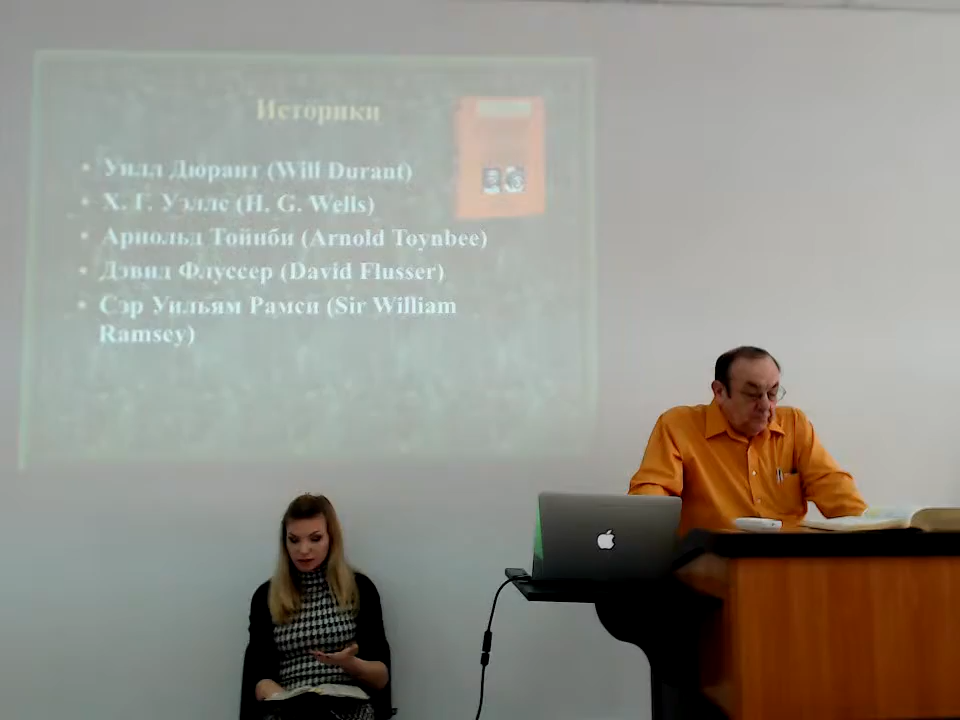 Историки
• Уилл Дюрант (Will Durant)
• Х. Г. Уэллс (H. G. Wells)
• Арнольд Тойнби (Arnold Toynbee)
• Дэвид Флуссер (David Flusser)
• Сэр Уильям Рамси (Sir William
Ramsey)